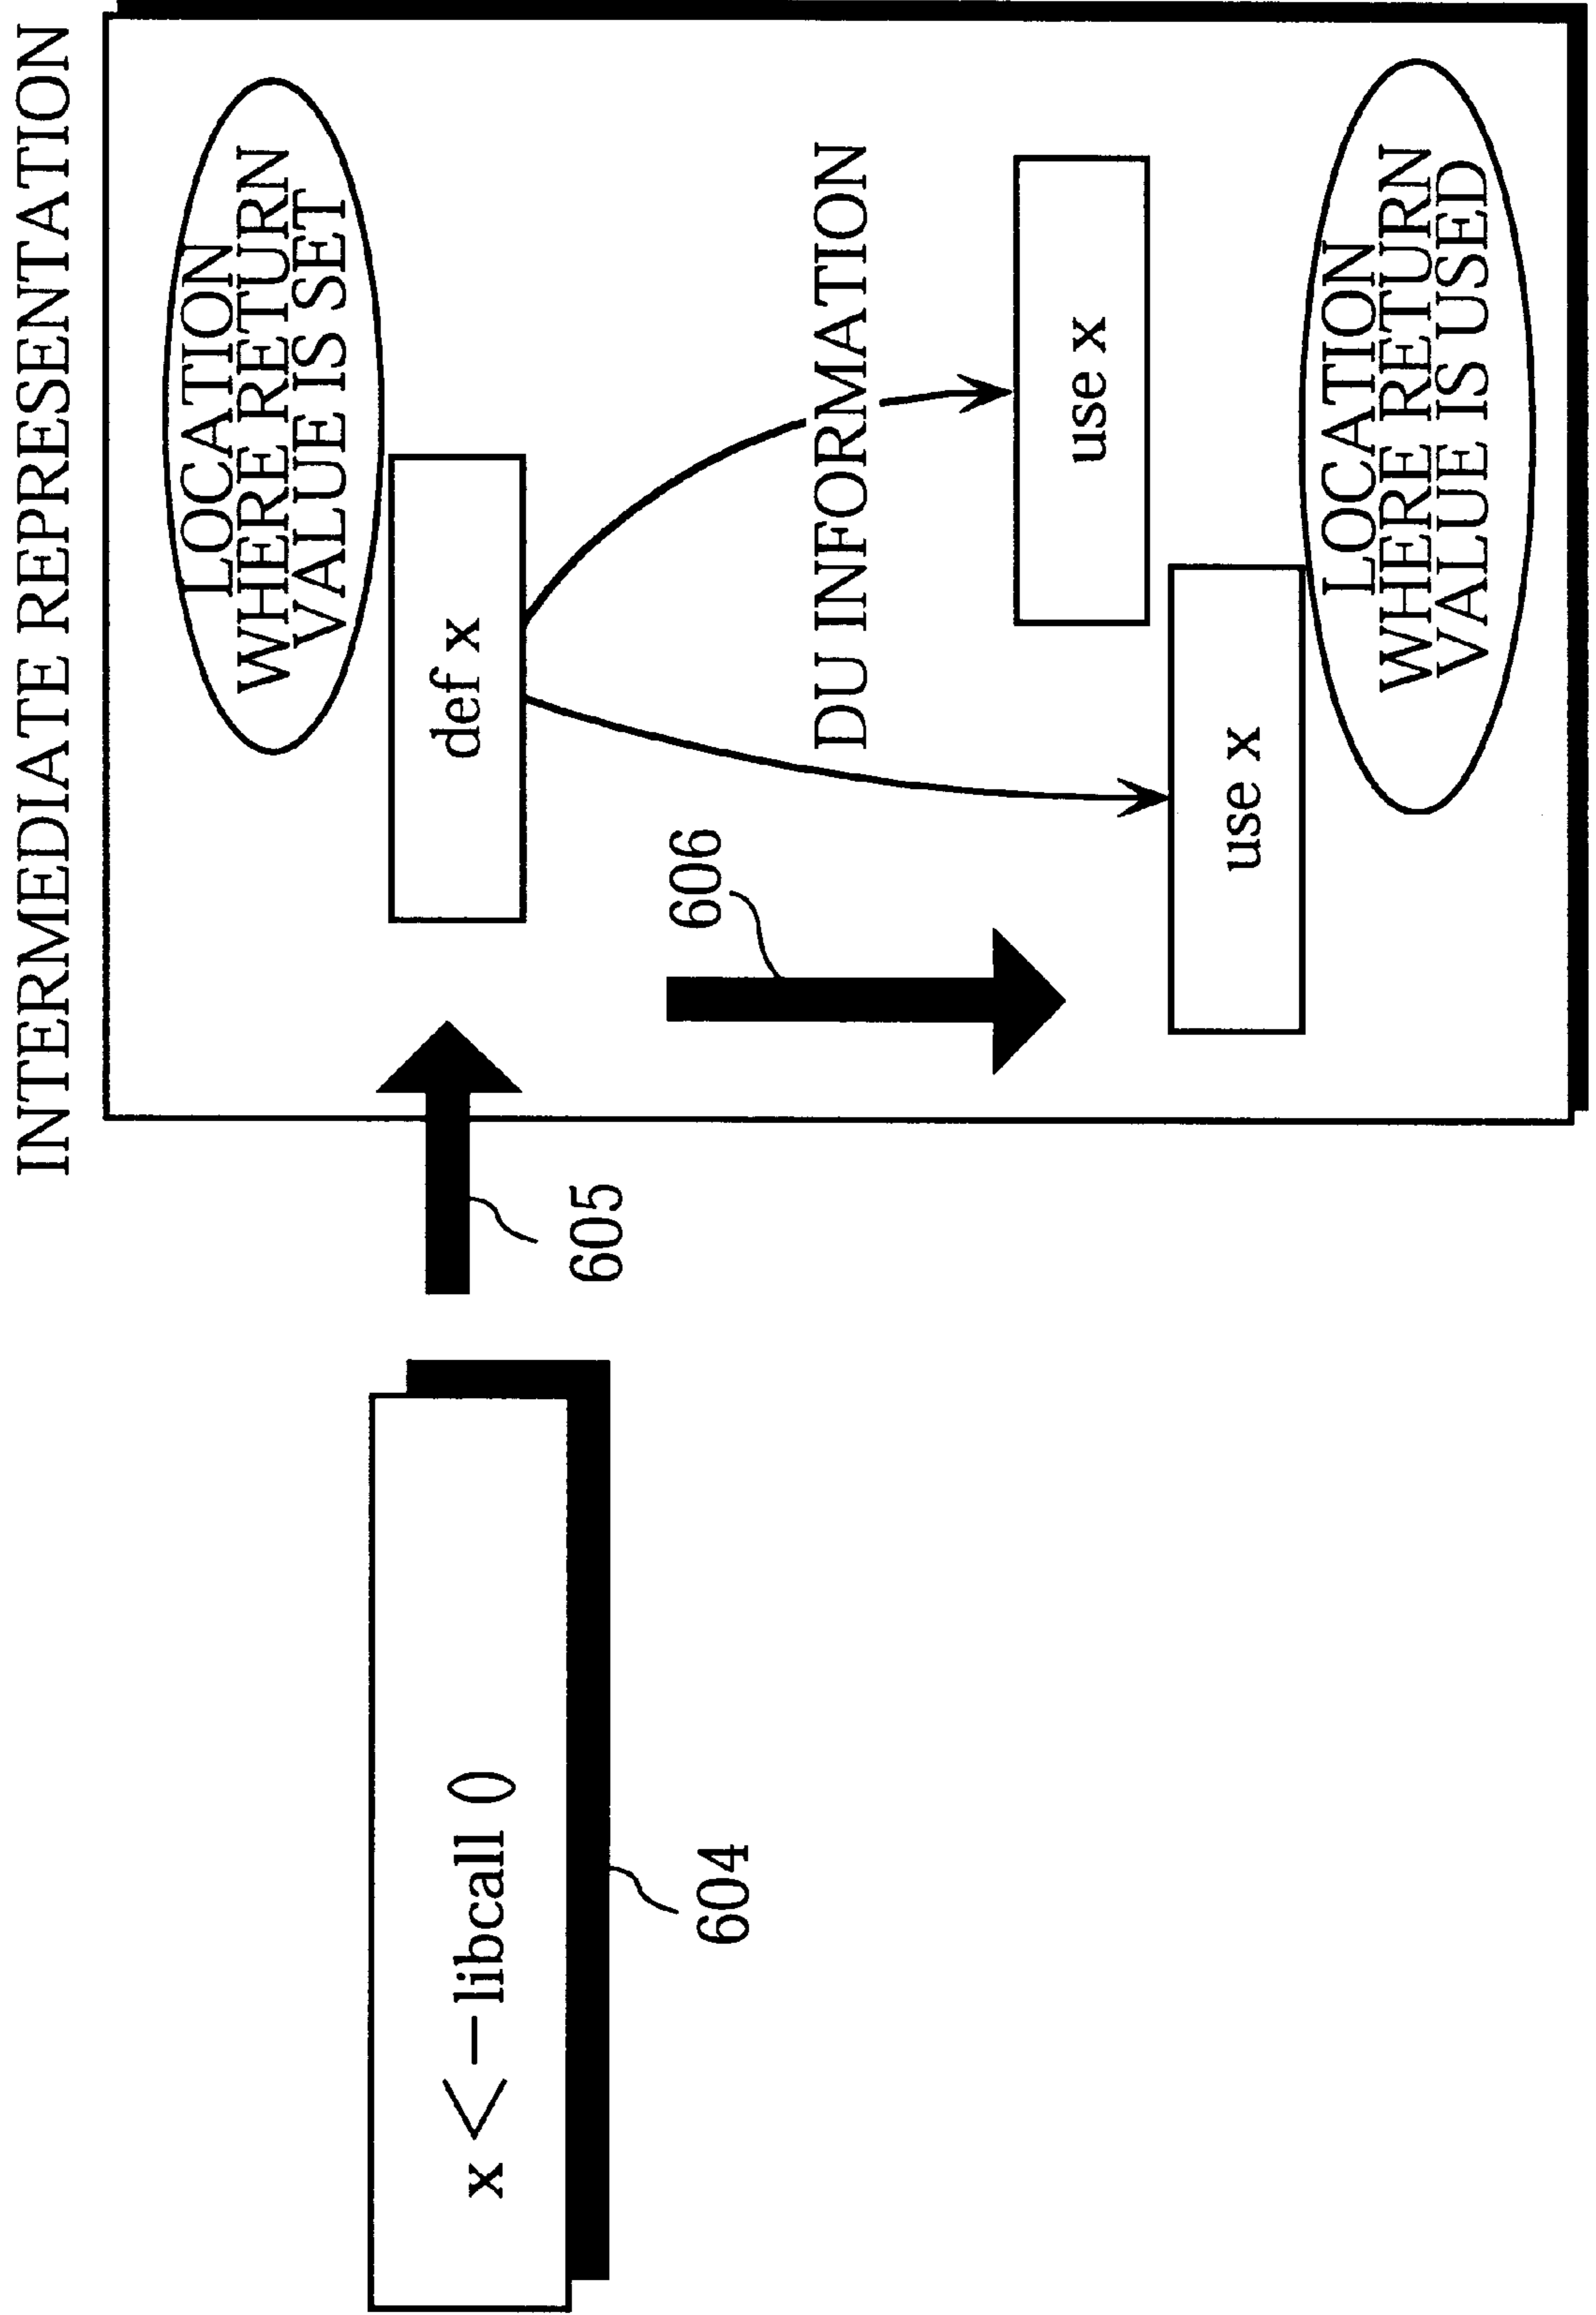 INTERMEDIATE REPRESENTATION
LOCATION
WHERE RETURN
VALUE IS SET
x <—libcall ()
605
def x
604
606
DU INFORMATION
use x
use x
LOCATION
WHERE RETURN
VALUE IS USED